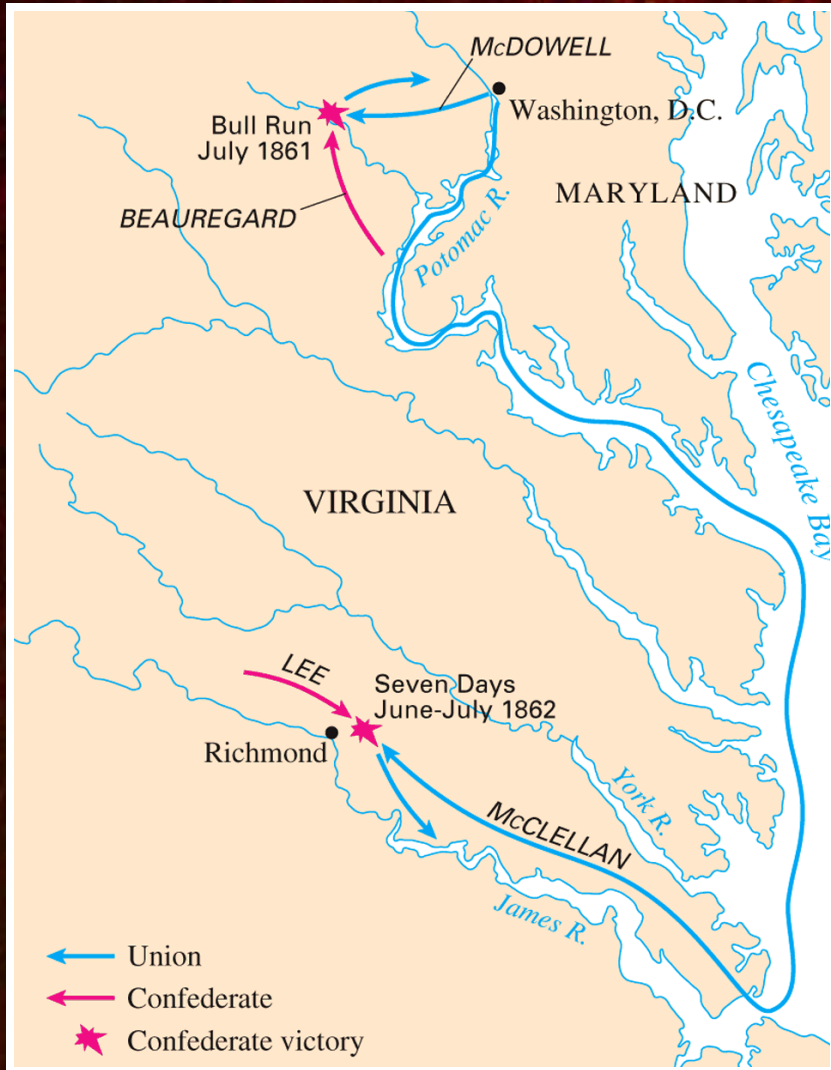 McDOWELL
Washington, D.C.
Bull Run
July 1861
MARYLAND
BEAUREGARD
Potomac R.
Chesapeake Bay
VIRGINIA
LEE
Seven Days
June-July 1862
Richmond
York R.
McCLELLAN
James R.
Union
Confederate
Confederate victory